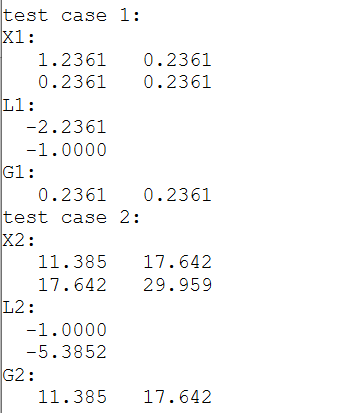 test case 1:
X1:
1.2361 0.2361
0.2361 0.2361
L1:
-2.2361
-1.0000
G1:
0.2361 0.2361
test case 2:
X2:
11.385 17.642
17.642 29.959
L2:
-1.0000
-5.3852
G2:
11.385 17.642